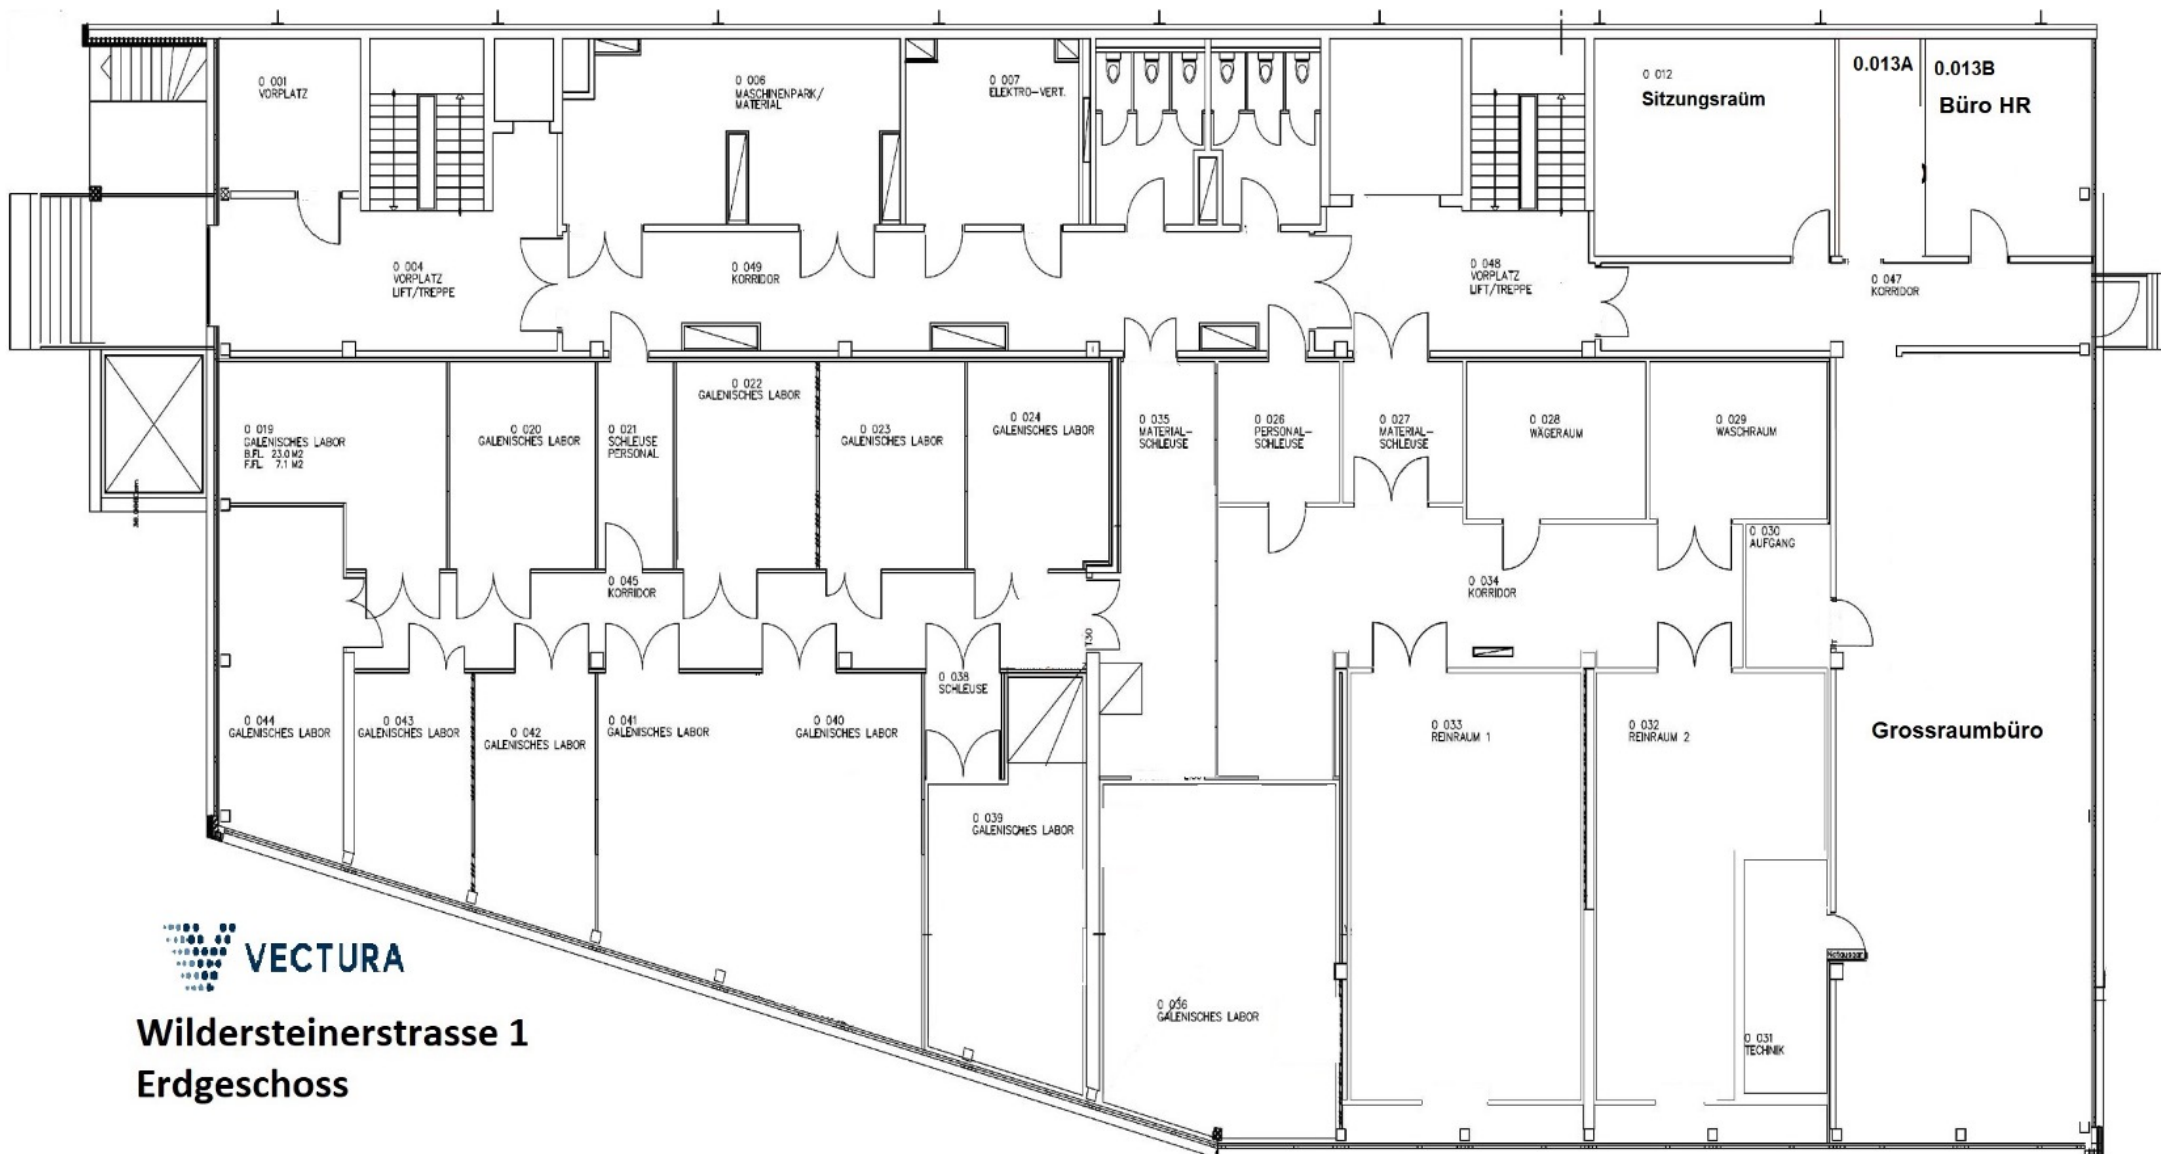 0.013A
0.013B
Büro HR
0 001
VORPLATZ
0 006
MASCHINENPARK/
MATERIAL
0 007
ELEKTRO-VERT.
0 012
Sitzungsraüm
0 004
VORPLATZ
LIFT/TREPPE
0 049
KORRIDOR
0 048
VORPLATZ
LIFT/TREPPE
0 047
KORRIDOR
0 019
GALENISCHES LABOR
B.FL. 23.0 M2
F.FL. 7.1 M2
0 020
GALENISCHES LABOR
0 021
SCHLEUSE
PERSONAL
0 022
GALENISCHES LABOR
0 023
GALENISCHES LABOR
0 024
GALENISCHES LABOR
0 035
MATERIAL-
SCHLEUSE
0 026
PERSONAL-
SCHLEUSE
0 027
MATERIAL-
SCHLEUSE
0 028
WÄGERAUM
0 029
WASCHRAUM
0 030
AUFGANG
0 045
KORRIDOR
0 034
KORRIDOR
T30
0 038
SCHLEUSE
0 044
GALENISCHES LABOR
0 043
GALENISCHES LABOR
0 042
GALENISCHES LABOR
0 041
GALENISCHES LABOR
0 040
GALENISCHES LABOR
0 033
REINRAUM 1
0 032
REINRAUM 2
Grossraumbüro
0 039
GALENISCHES LABOR
Notausgang
0 036
GALENISCHES LABOR
0 031
TECHNIK
VECTURA
Wildersteinerstrasse 1
Erdgeschoss